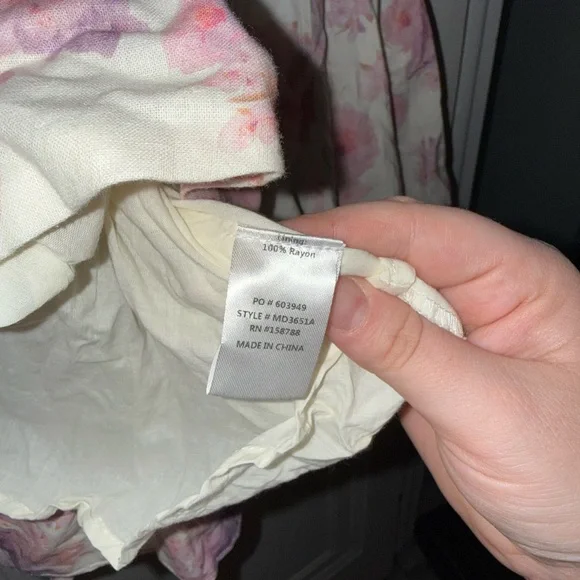 Lining:
100% Rayon
PO # 603949
STYLE # MD3651A
RN #158788
MADE IN CHINA